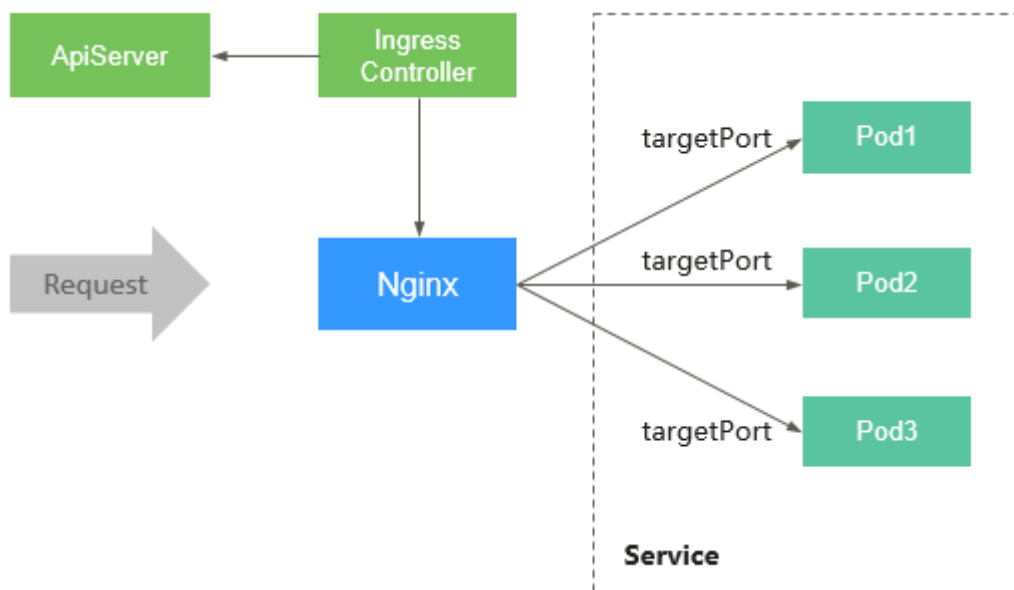 ApiServer
Ingress
Controller
targetPort
Pod1
Request
Nginx
targetPort
Pod2
targetPort
Pod3
Service